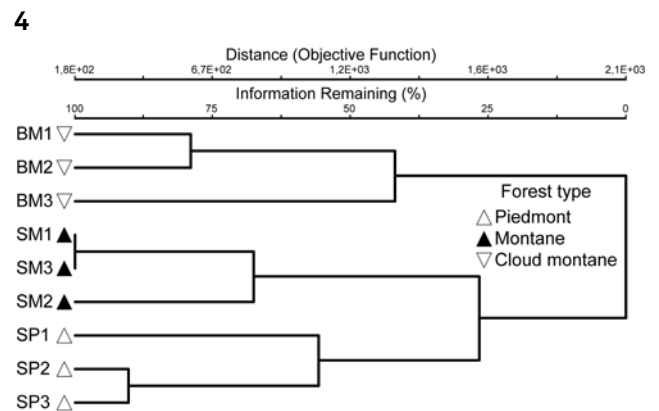 4
Distance (Objective Function)
1,8E+02 6,7E+02 1,2E+03 1,6E+03 2,1E+03
Information Remaining (%)
100 75 50 25 0
BM1
BM2
BM3
Forest type
Piedmont
SM1
Montane
Cloud montane
SM3
SM2
SP1
SP2
SP3